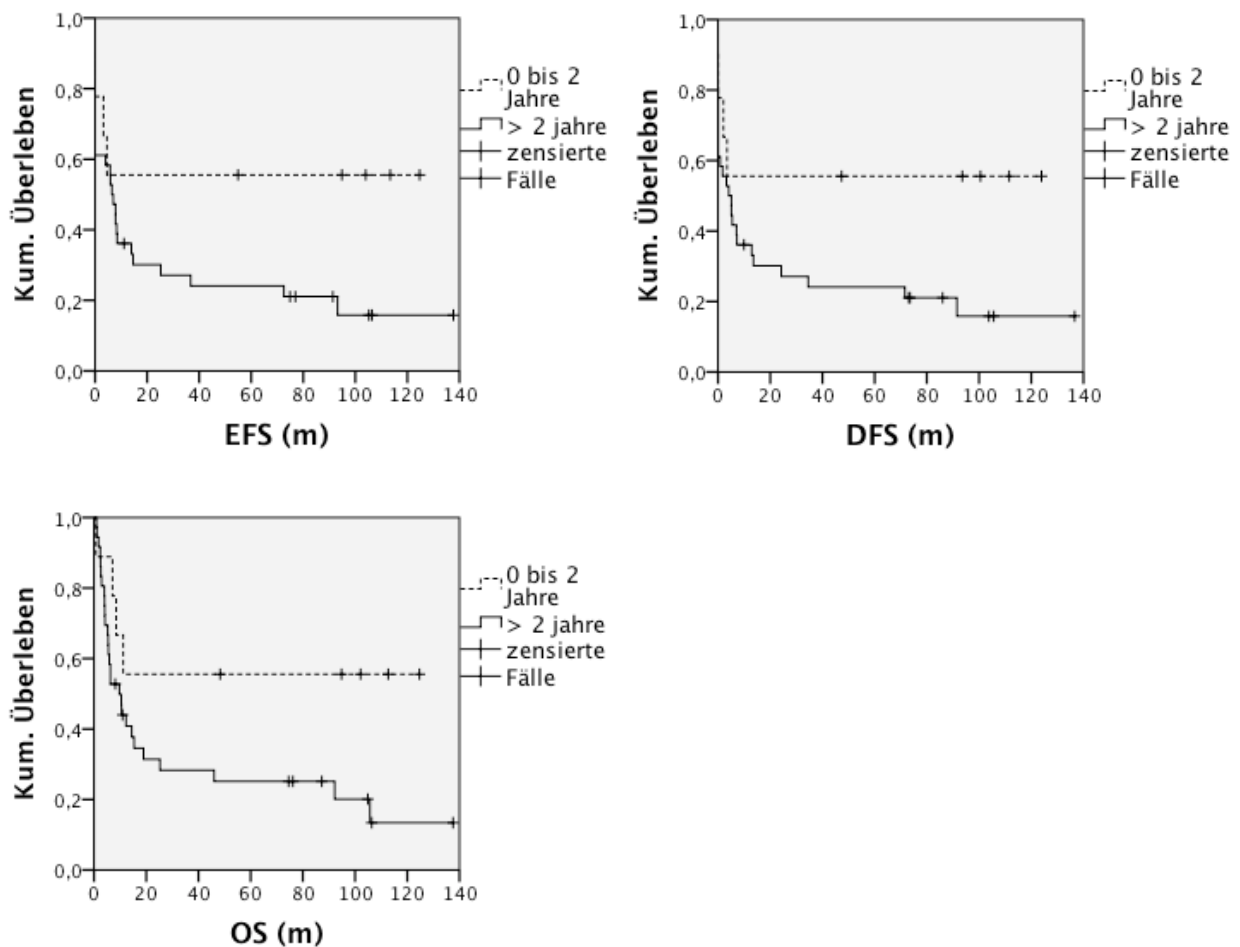 1,0
0,8
0,6
0,4
0,2
0,0
Kum. Überleben
0 20 40 60 80 100 120 140
EFS (m)
0 bis 2
Jahre
> 2 jahre
zensierte
Fälle
1,0
0,8
0,6
0,4
0,2
0,0
Kum. Überleben
0 20 40 60 80 100 120 140
DFS (m)
0 bis 2
Jahre
> 2 jahre
zensierte
Fälle
1,0
0,8
0,6
0,4
0,2
0,0
Kum. Überleben
0 20 40 60 80 100 120 140
OS (m)
0 bis 2
Jahre
> 2 jahre
zensierte
Fälle